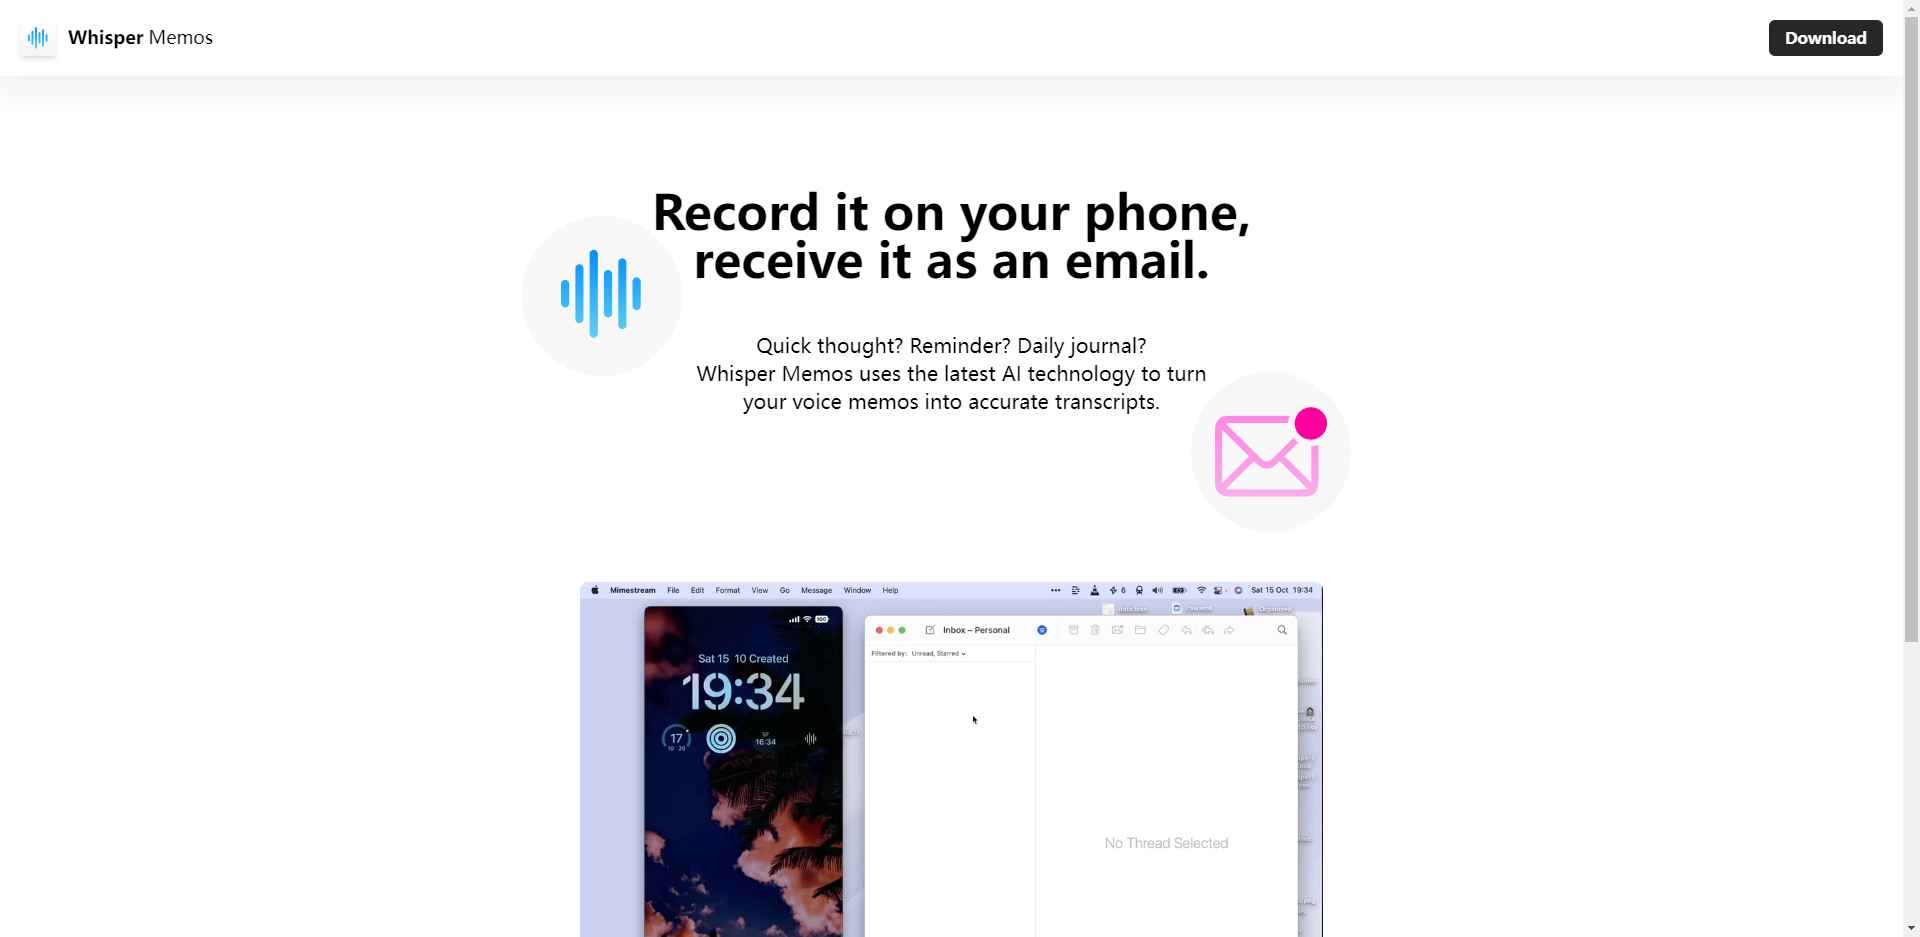 Whisper Memos
Download
Record it on your phone,
receive it as an email.
Quick thought? Reminder? Daily journal?
Whisper Memos uses the latest AI technology to turn
your voice memos into accurate transcripts.
Mimestream File Edit Format View Go Message Window Help
6
Sat 15 Oct 19:34
Sat 15 10 Created
19:34
17
16:34
Inbox – Personal
Filtered by: Unread, Starred
No Thread Selected